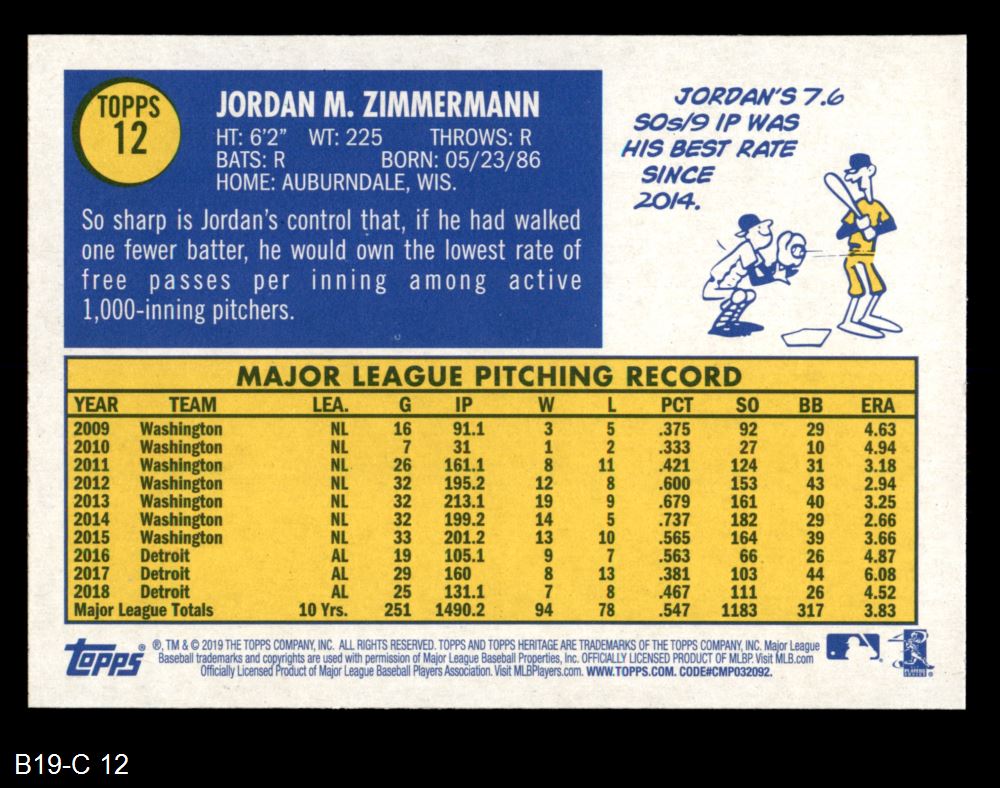 TOPPS
12
JORDAN M. ZIMMERMANN
HT: 6'2" WT: 225 THROWS: R
BATS: R BORN: 05/23/86
HOME: AUBURNDALE, WIS.
So sharp is Jordan's control that, if he had walked
one fewer batter, he would own the lowest rate of
free passes per inning among active
1,000-inning pitchers.
JORDAN'S 7.6
SOs/9 IP WAS
HIS BEST RATE
SINCE
2014.
MAJOR LEAGUE PITCHING RECORD
YEAR TEAM LEA. G IP W L PCT SO BB ERA
2009 Washington NL 16 91.1 3 5 .375 92 29 4.63
2010 Washington NL 7 31 1 2 .333 27 10 4.94
2011 Washington NL 26 161.1 8 11 .421 124 31 3.18
2012 Washington NL 32 195.2 12 8 .600 153 43 2.94
2013 Washington NL 32 213.1 19 9 .679 161 40 3.25
2014 Washington NL 32 199.2 14 5 .737 182 29 2.66
2015 Washington NL 33 201.2 13 10 .565 164 39 3.66
2016 Detroit AL 19 105.1 9 7 .563 66 26 4.87
2017 Detroit AL 29 160 8 13 .381 103 44 6.08
2018 Detroit AL 25 131.1 7 8 .467 111 26 4.52
Major League Totals 10 Yrs. 251 1490.2 94 78 .547 1183 317 3.83
topps®
®, TM & © 2019 THE TOPPS COMPANY, INC. ALL RIGHTS RESERVED. TOPPS AND TOPPS HERITAGE ARE TRADEMARKS OF THE TOPPS COMPANY, INC. Major League
Baseball trademarks and copyrights are used with permission of Major League Baseball Properties, Inc. OFFICIALLY LICENSED PRODUCT OF MLBP. Visit MLB.com
Officially Licensed Product of Major League Baseball Players Association. Visit MLBPlayers.com. WWW.TOPPS.COM. CODE#CMP032092.
B19-C 12